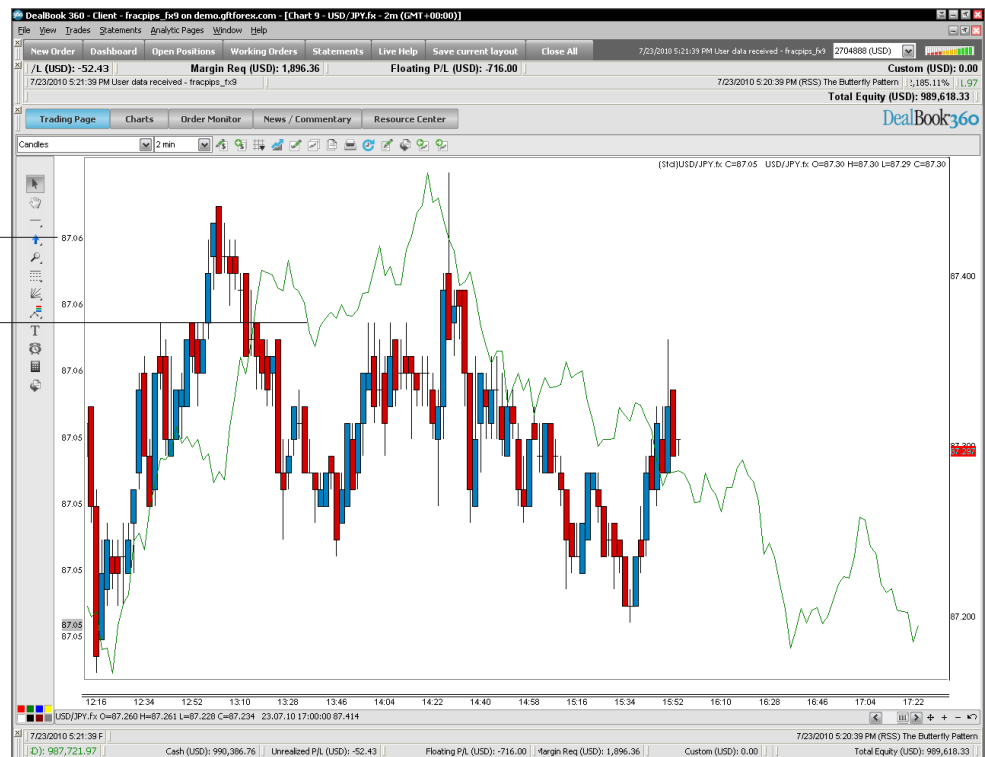 DealBook 360 - Client - fracpips_fx9 on demo.gftforex.com - [Chart 9 - USD/JPY.fx - 2m (GMT+00:00)]
File View Trades Statements Analytic Pages Window Help
New Order Dashboard Open Positions Working Orders Statements Live Help Save current layout Close All 7/23/2010 5:21:39 PM User data received - fracpips_fx9 2704888 (USD)
/L (USD): -52.43 Margin Req (USD): 1,896.36 Floating P/L (USD): -716.00 Custom (USD): 0.00
7/23/2010 5:21:39 PM User data received - fracpips_fx9 7/23/2010 5:20:39 PM (RSS) The Butterfly Pattern ,185.11% 1.97
Total Equity (USD): 989,618.33
Trading Page Charts Order Monitor News / Commentary Resource Center DealBook 360
Candles 2 min
(Std)USD/JPY.fx C=87.05 USD/JPY.fx O=87.30 H=87.30 L=87.29 C=87.30
87.06
87.400
87.06
T
87.06
87.05
87.300
87.297
87.05
87.05
87.05
87.200
87.05
12:16 12:34 12:52 13:10 13:28 13:46 14:04 14:22 14:40 14:58 15:16 15:34 15:52 16:10 16:28 16:46 17:04 17:22
USD/JPY.fx O=87.260 H=87.261 L=87.228 C=87.234 23.07.10 17:00:00 87.414
7/23/2010 5:21:39 F 7/23/2010 5:20:39 PM (RSS) The Butterfly Pattern
D): 987,721.97 Cash (USD): 990,386.76 Unrealized P/L (USD): -52.43 Floating P/L (USD): -716.00 Margin Req (USD): 1,896.36 Custom (USD): 0.00 Total Equity (USD): 989,618.33